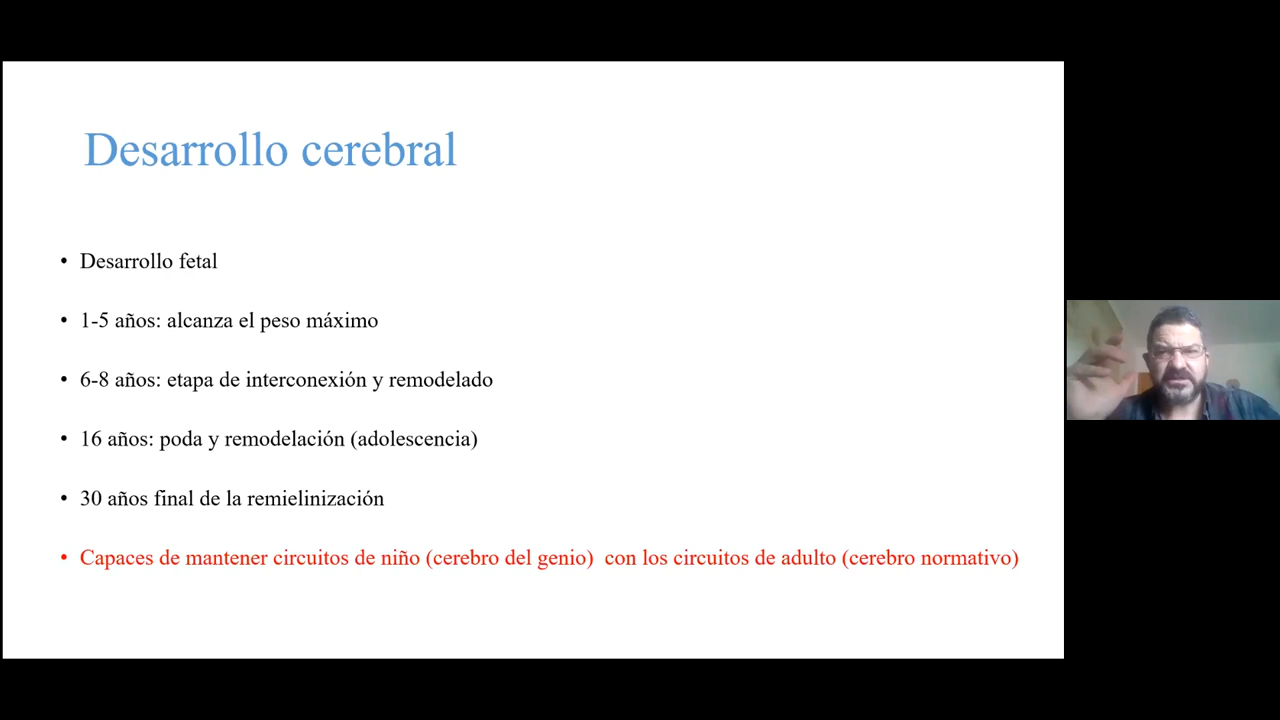 Desarrollo cerebral
• Desarrollo fetal
• 1-5 años: alcanza el peso máximo
• 6-8 años: etapa de interconexión y remodelado
• 16 años: poda y remodelación (adolescencia)
• 30 años final de la remielinización
• Capaces de mantener circuitos de niño (cerebro del genio)  con los circuitos de adulto (cerebro normativo)